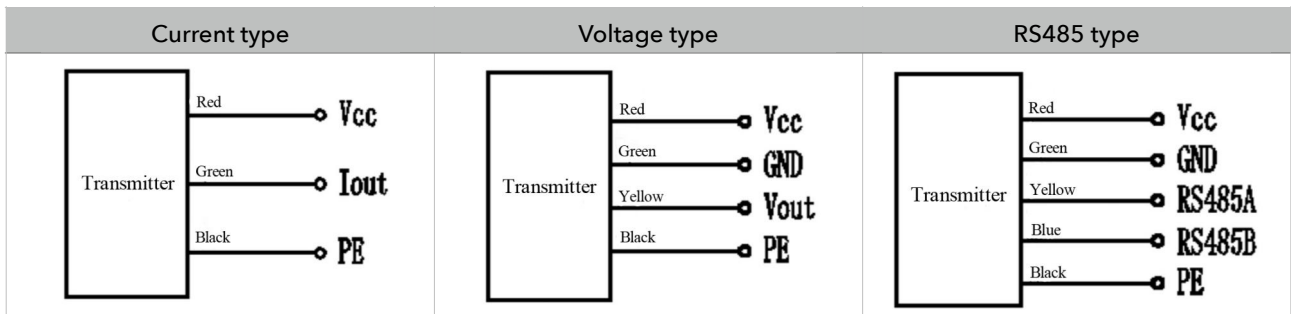 Current type
Voltage type
RS485 type
Transmitter
Red
Vcc
Green
Iout
Black
PE
Transmitter
Red
Vcc
Green
GND
Yellow
Vout
Black
PE
Transmitter
Red
Vcc
Green
GND
Yellow
RS485A
Blue
RS485B
Black
PE